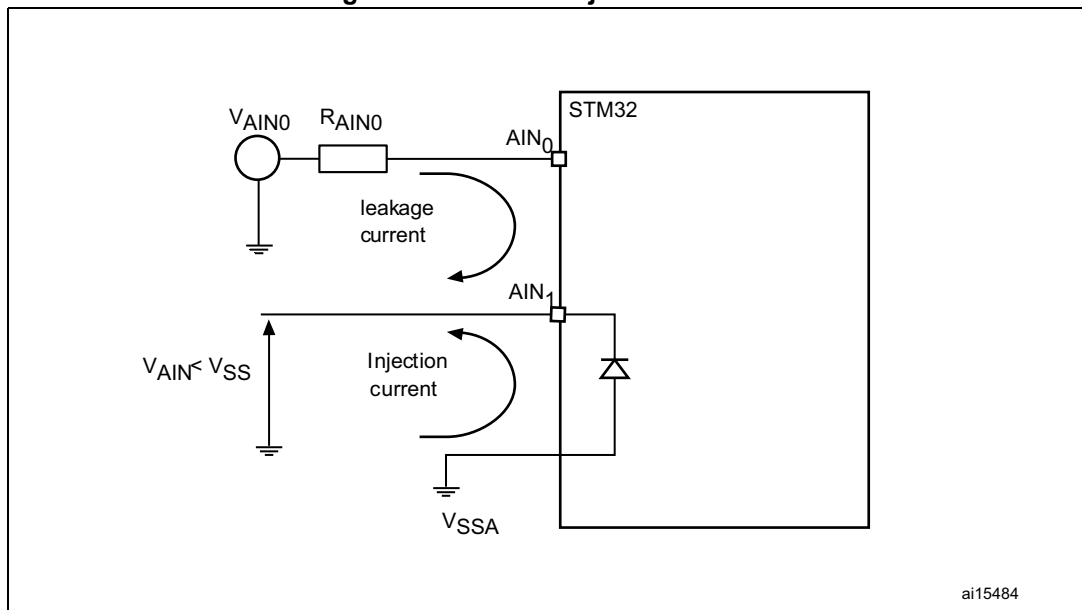 STM32
VAIN0
RAIN0
AIN0
leakage
current
AIN1
VAIN< VSS
Injection
current
VSSA
ai15484